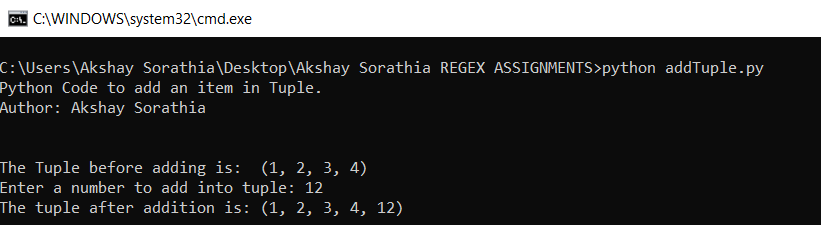 C:\WINDOWS\system32\cmd.exe
C:\Users\Akshay Sorathia\Desktop\Akshay Sorathia REGEX ASSIGNMENTS>python addTuple.py
Python Code to add an item in Tuple.
Author: Akshay Sorathia
The Tuple before adding is:  (1, 2, 3, 4)
Enter a number to add into tuple: 12
The tuple after addition is: (1, 2, 3, 4, 12)